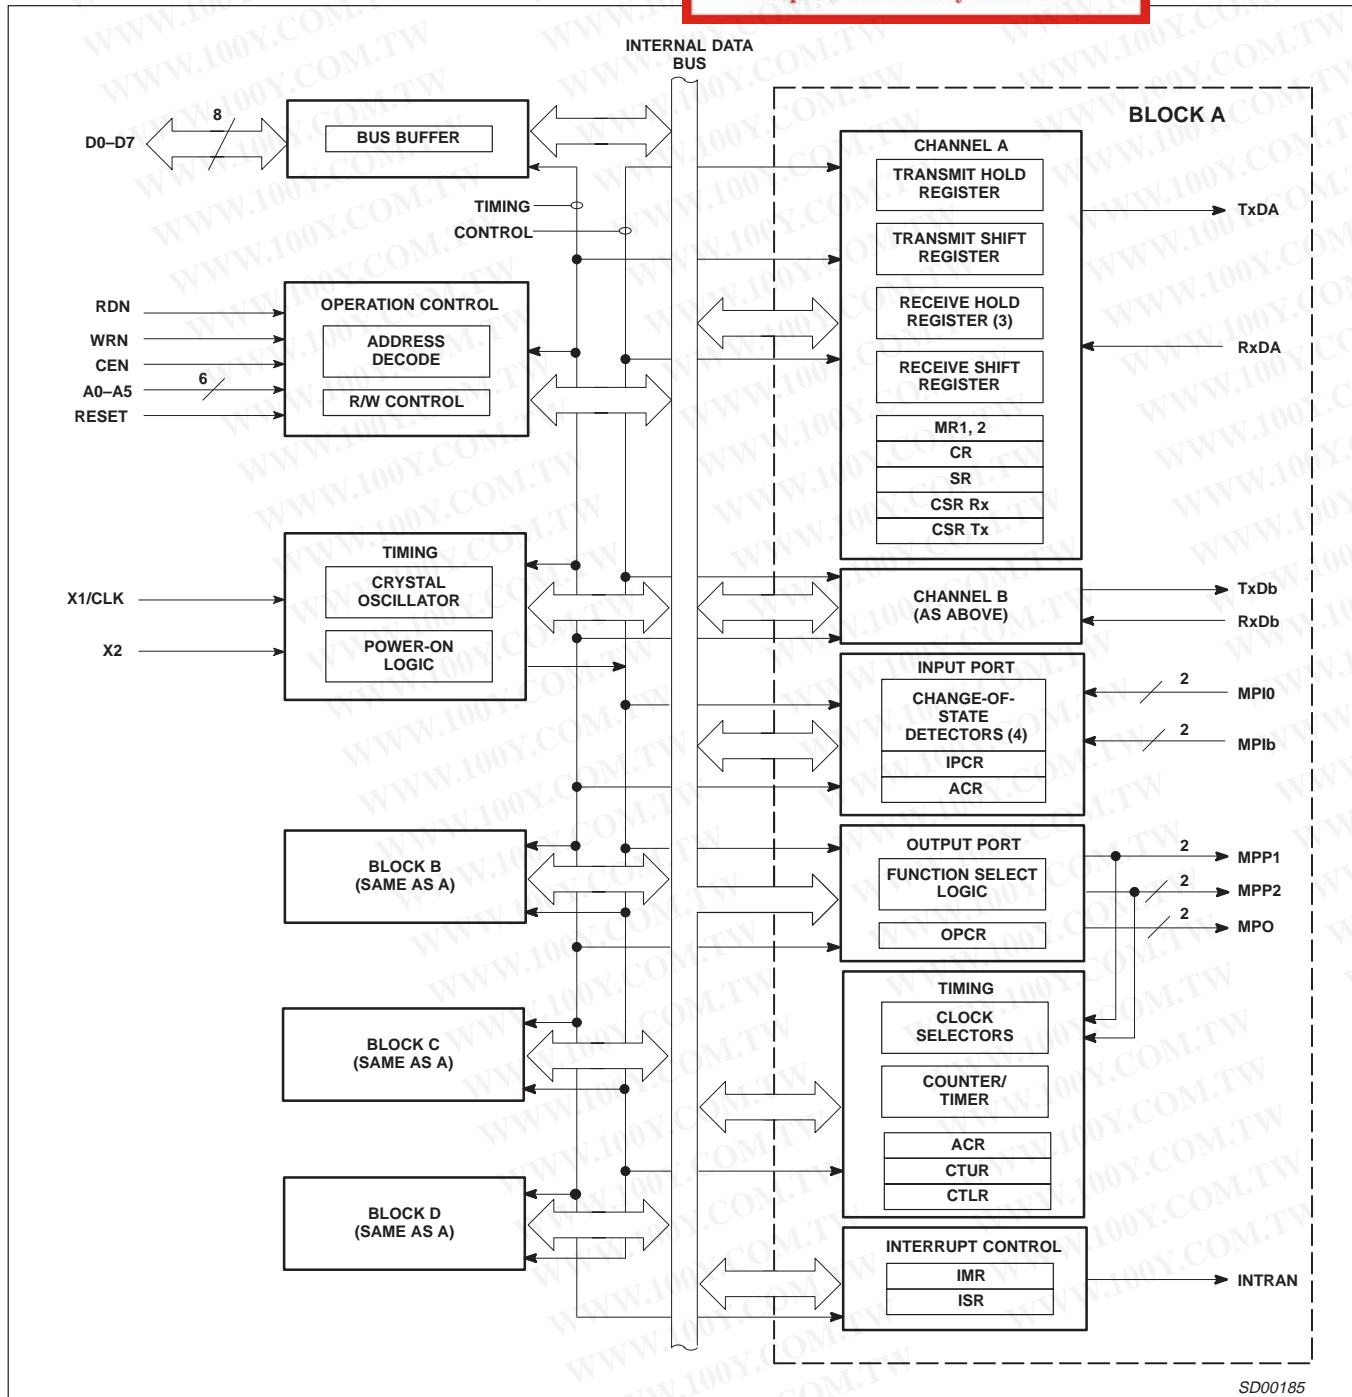 INTERNAL DATA
BUS
D0–D7
8
BUS BUFFER
TIMING
CONTROL
RDN
WRN
CEN
A0–A5
6
RESET
OPERATION CONTROL
ADDRESS
DECODE
R/W CONTROL
X1/CLK
X2
TIMING
CRYSTAL
OSCILLATOR
POWER-ON
LOGIC
BLOCK B
(SAME AS A)
BLOCK C
(SAME AS A)
BLOCK D
(SAME AS A)
BLOCK A
CHANNEL A
TRANSMIT HOLD
REGISTER
TRANSMIT SHIFT
REGISTER
RECEIVE HOLD
REGISTER (3)
RECEIVE SHIFT
REGISTER
MR1, 2
CR
SR
CSR Rx
CSR Tx
TxDA
RxDA
CHANNEL B
(AS ABOVE)
TxDb
RxDb
INPUT PORT
CHANGE-OF-
STATE
DETECTORS (4)
IPCR
ACR
2
MPI0
2
MPIb
OUTPUT PORT
FUNCTION SELECT
LOGIC
OPCR
2
MPP1
2
MPP2
2
MPO
TIMING
CLOCK
SELECTORS
COUNTER/
TIMER
ACR
CTUR
CTLR
INTERRUPT CONTROL
IMR
ISR
INTRAN
SD00185
WWW.100Y.COM.TW